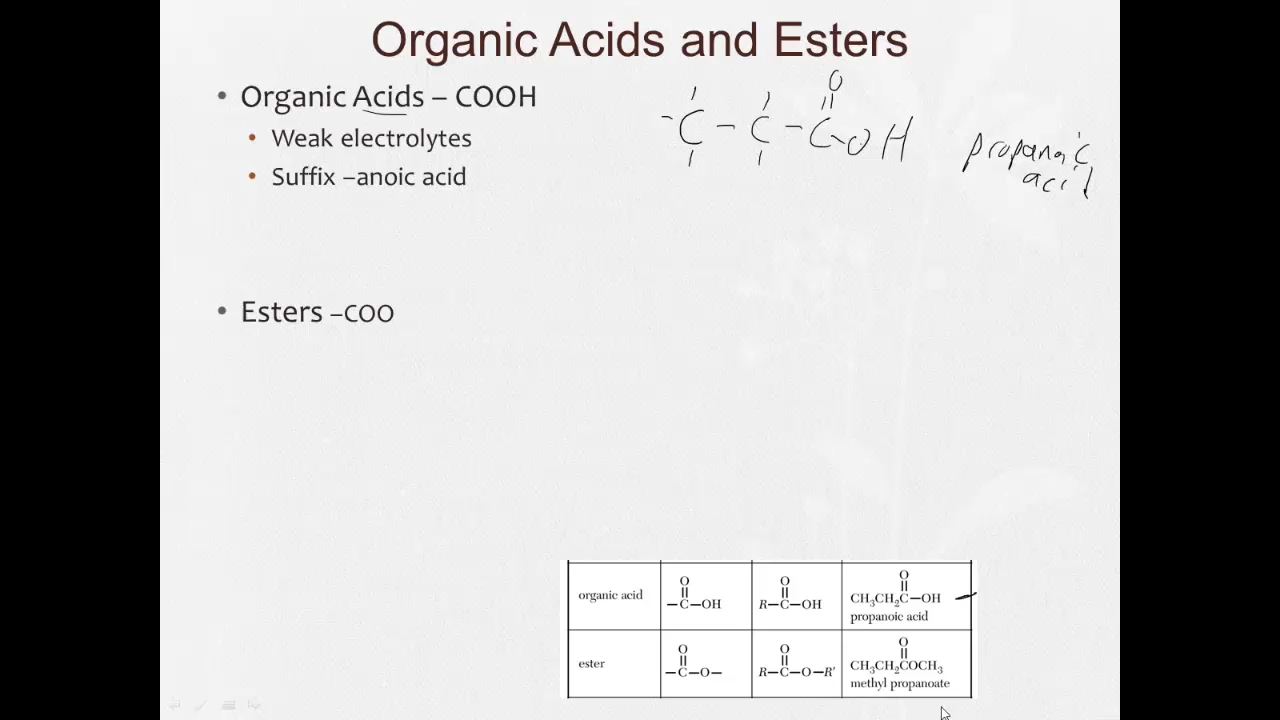 Organic Acids and Esters
• Organic Acids – COOH
• Weak electrolytes
• Suffix –anoic acid
O
C – C – C OH
propanoic
acid
• Esters –COO
organic acid
O
–C–OH
O
R–C–OH
O
CH₃CH₂C–OH
propanoic acid
ester
O
–C–O–
O
R–C–O–R'
O
CH₃CH₂COCH₃
methyl propanoate